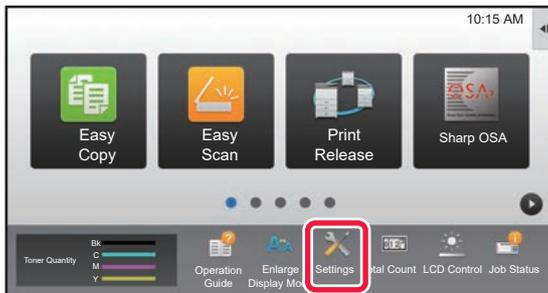 10:15 AM
Easy
Copy
Easy
Scan
Print
Release
Sharp OSA
Toner Quantity
Bk
C
M
Y
Operation
Guide
Enlarge
Display Mo
Settings
tal Count
LCD Control
Job Status